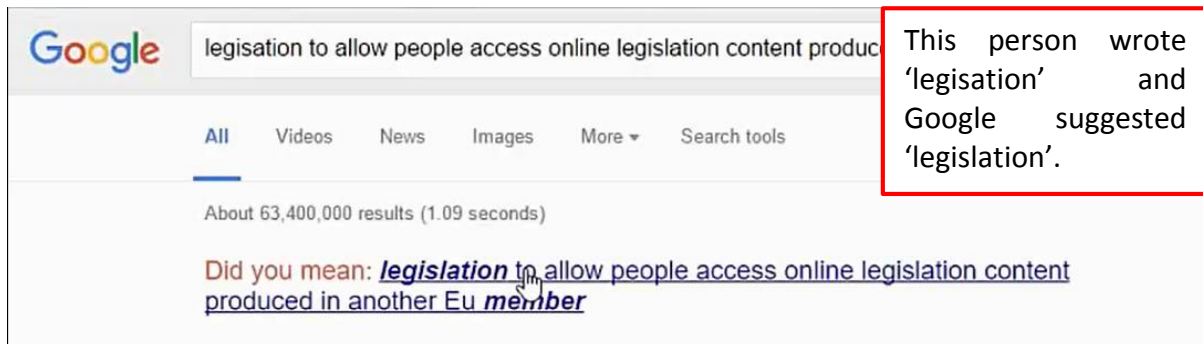 Google
legisation to allow people access online legislation content produc
This person wrote
‘legisation’ and
Google suggested
‘legislation’.
All Videos News Images More Search tools
About 63,400,000 results (1.09 seconds)
Did you mean: legislation to allow people access online legislation content
produced in another Eu member